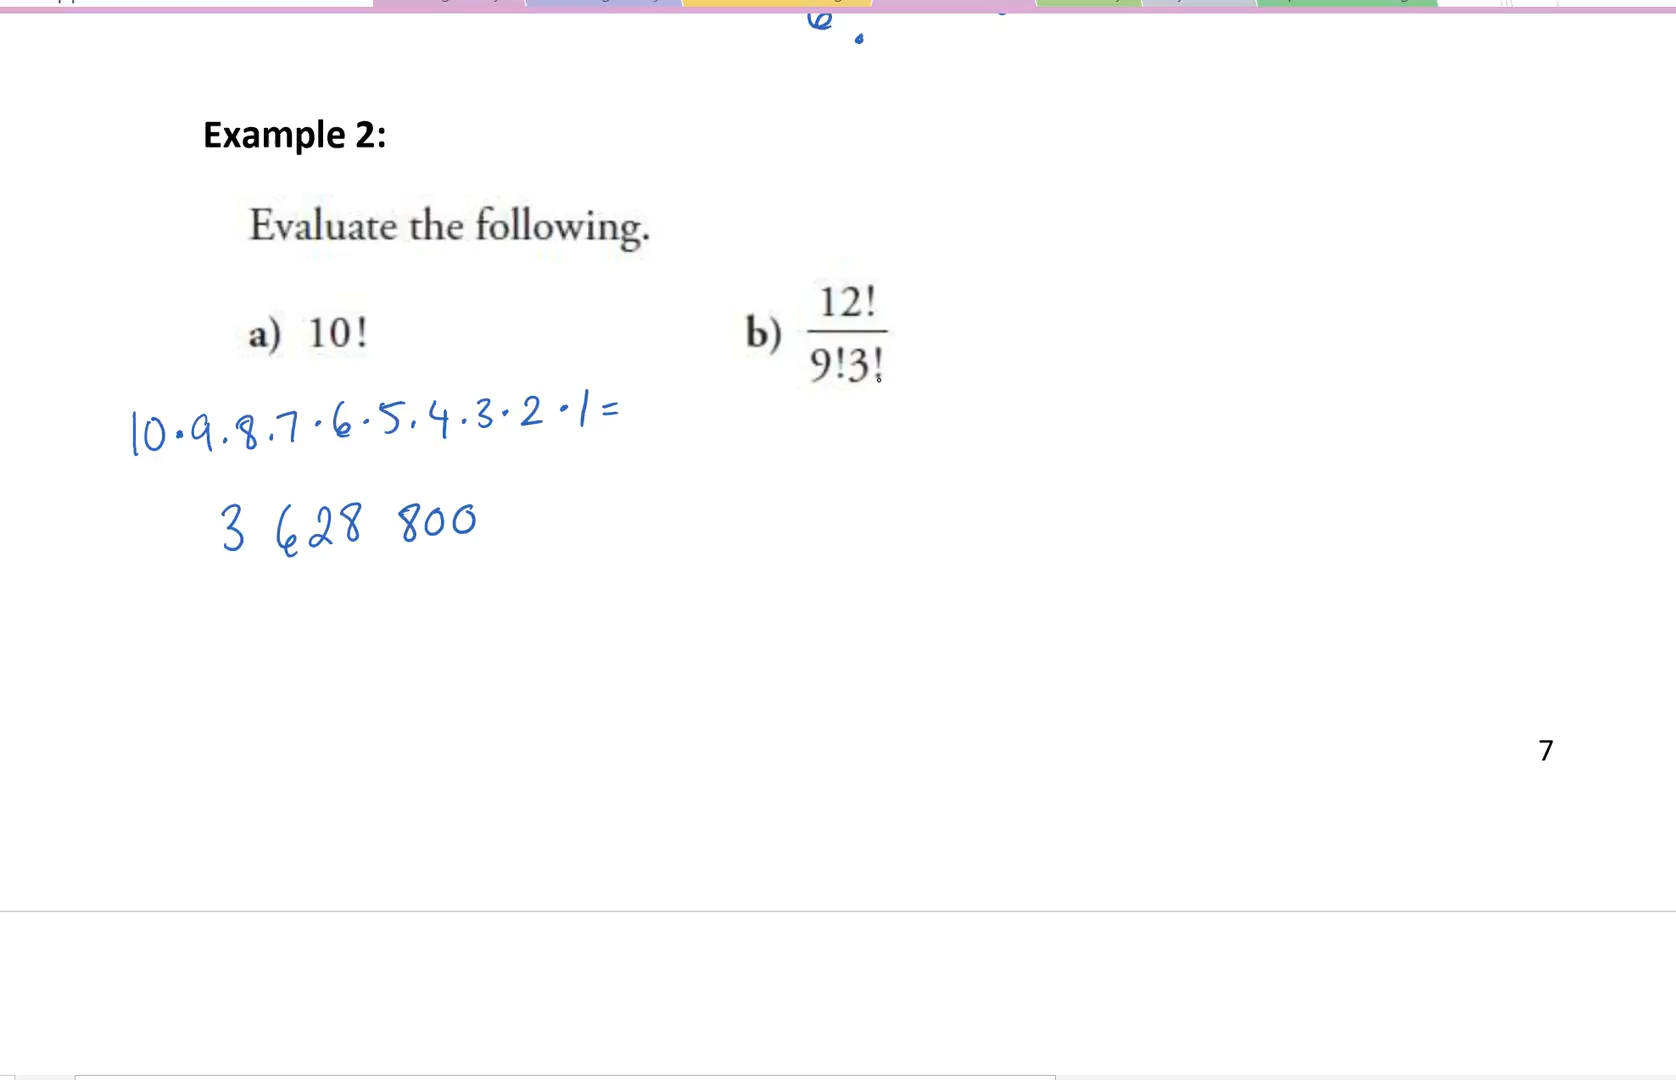 Example 2:
Evaluate the following.
a) 10!
b) 12!
9!3!
10·9·8·7·6·5·4·3·2·1=
3 628 800
7